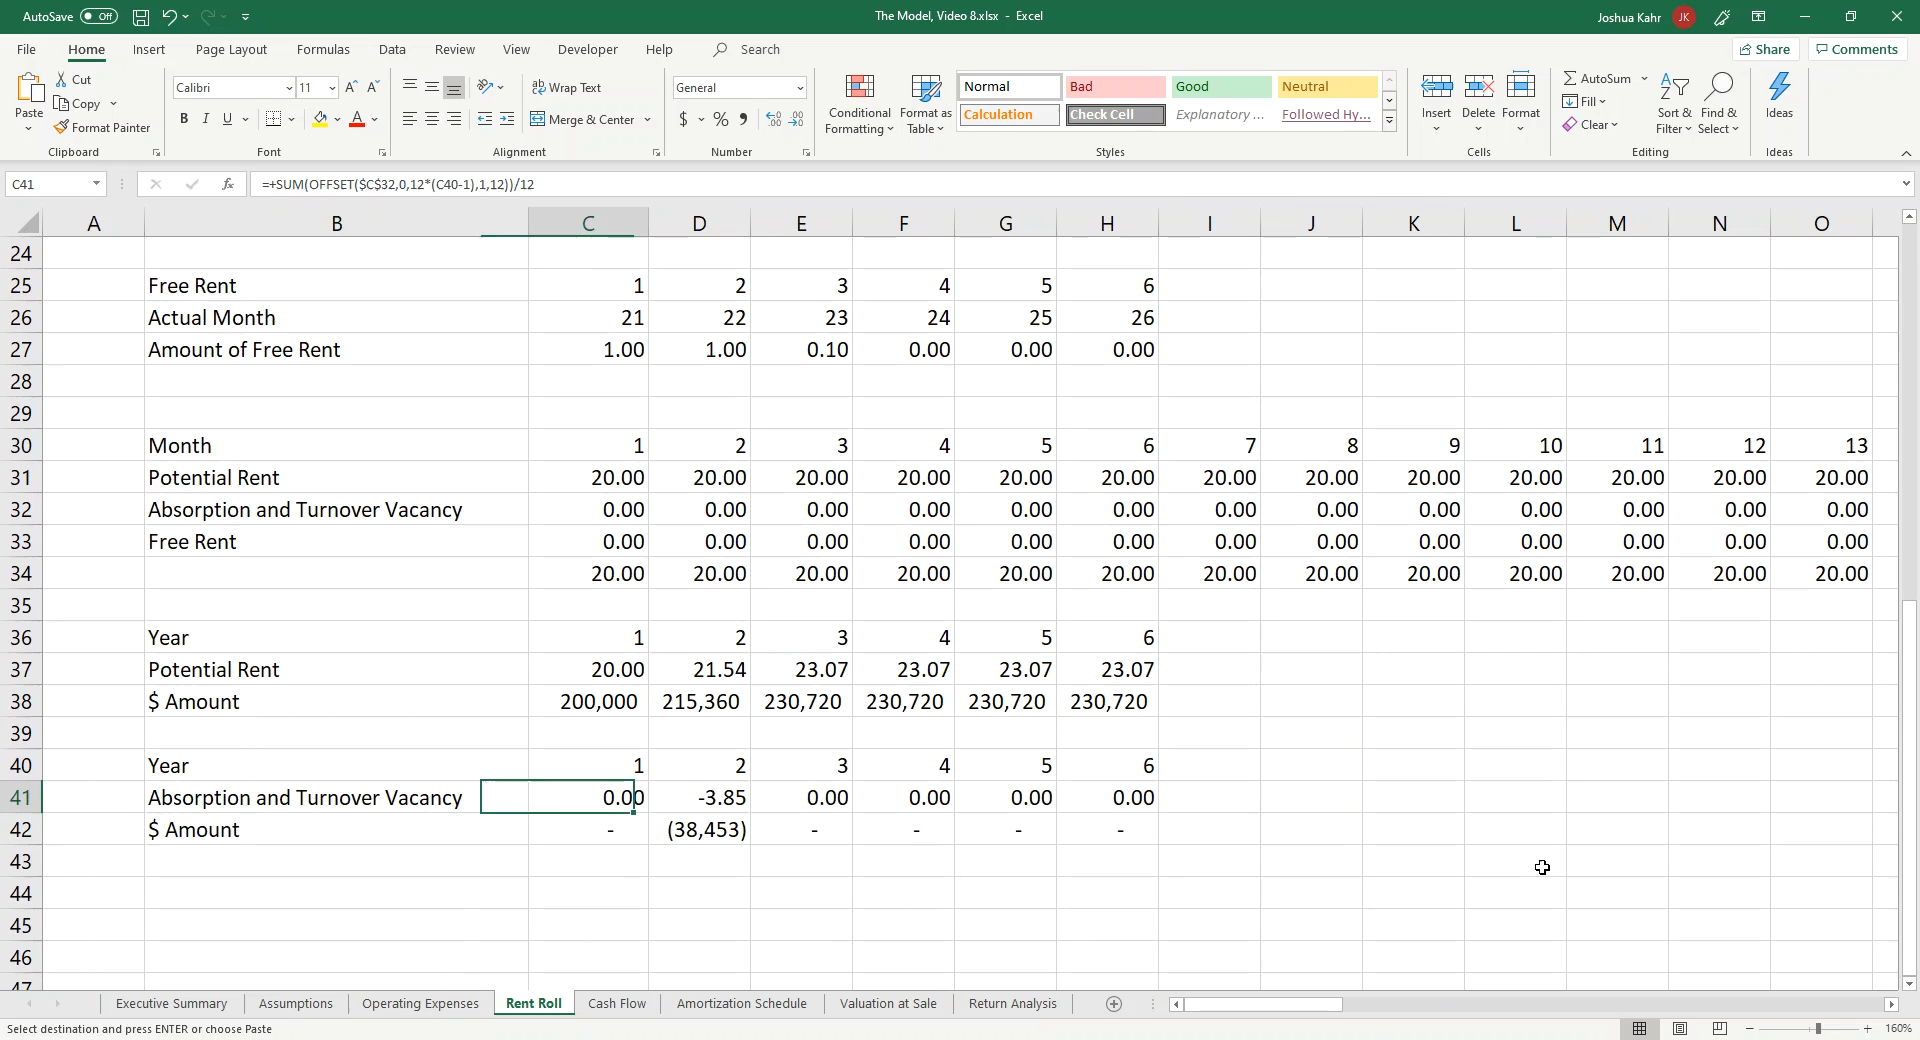 AutoSave Off The Model, Video 8.xlsx - Excel Joshua Kahr JK
File Home Insert Page Layout Formulas Data Review View Developer Help Search Share Comments
Paste Cut Copy Format Painter Clipboard
Calibri 11 A A B I U A Font
ab Wrap Text Merge & Center Alignment
General $ % Number
Conditional Formatting Format as Table Normal Bad Good Neutral
Calculation Check Cell Explanatory ... Followed Hy... Styles
Insert Delete Format Cells
AutoSum Fill Clear Sort & Filter Find & Select Editing
Ideas Ideas
C41 fx =+SUM(OFFSET($C$32,0,12*(C40-1),1,12))/12
A B C D E F G H I J K L M N O
24
25 Free Rent 1 2 3 4 5 6
26 Actual Month 21 22 23 24 25 26
27 Amount of Free Rent 1.00 1.00 0.10 0.00 0.00 0.00
28
29
30 Month 1 2 3 4 5 6 7 8 9 10 11 12 13
31 Potential Rent 20.00 20.00 20.00 20.00 20.00 20.00 20.00 20.00 20.00 20.00 20.00 20.00 20.00
32 Absorption and Turnover Vacancy 0.00 0.00 0.00 0.00 0.00 0.00 0.00 0.00 0.00 0.00 0.00 0.00 0.00
33 Free Rent 0.00 0.00 0.00 0.00 0.00 0.00 0.00 0.00 0.00 0.00 0.00 0.00 0.00
34 20.00 20.00 20.00 20.00 20.00 20.00 20.00 20.00 20.00 20.00 20.00 20.00 20.00
35
36 Year 1 2 3 4 5 6
37 Potential Rent 20.00 21.54 23.07 23.07 23.07 23.07
38 $ Amount 200,000 215,360 230,720 230,720 230,720 230,720
39
40 Year 1 2 3 4 5 6
41 Absorption and Turnover Vacancy 0.00 -3.85 0.00 0.00 0.00 0.00
42 $ Amount - (38,453) - - - -
43
44
45
46
47
Executive Summary Assumptions Operating Expenses Rent Roll Cash Flow Amortization Schedule Valuation at Sale Return Analysis
Select destination and press ENTER or choose Paste 160%